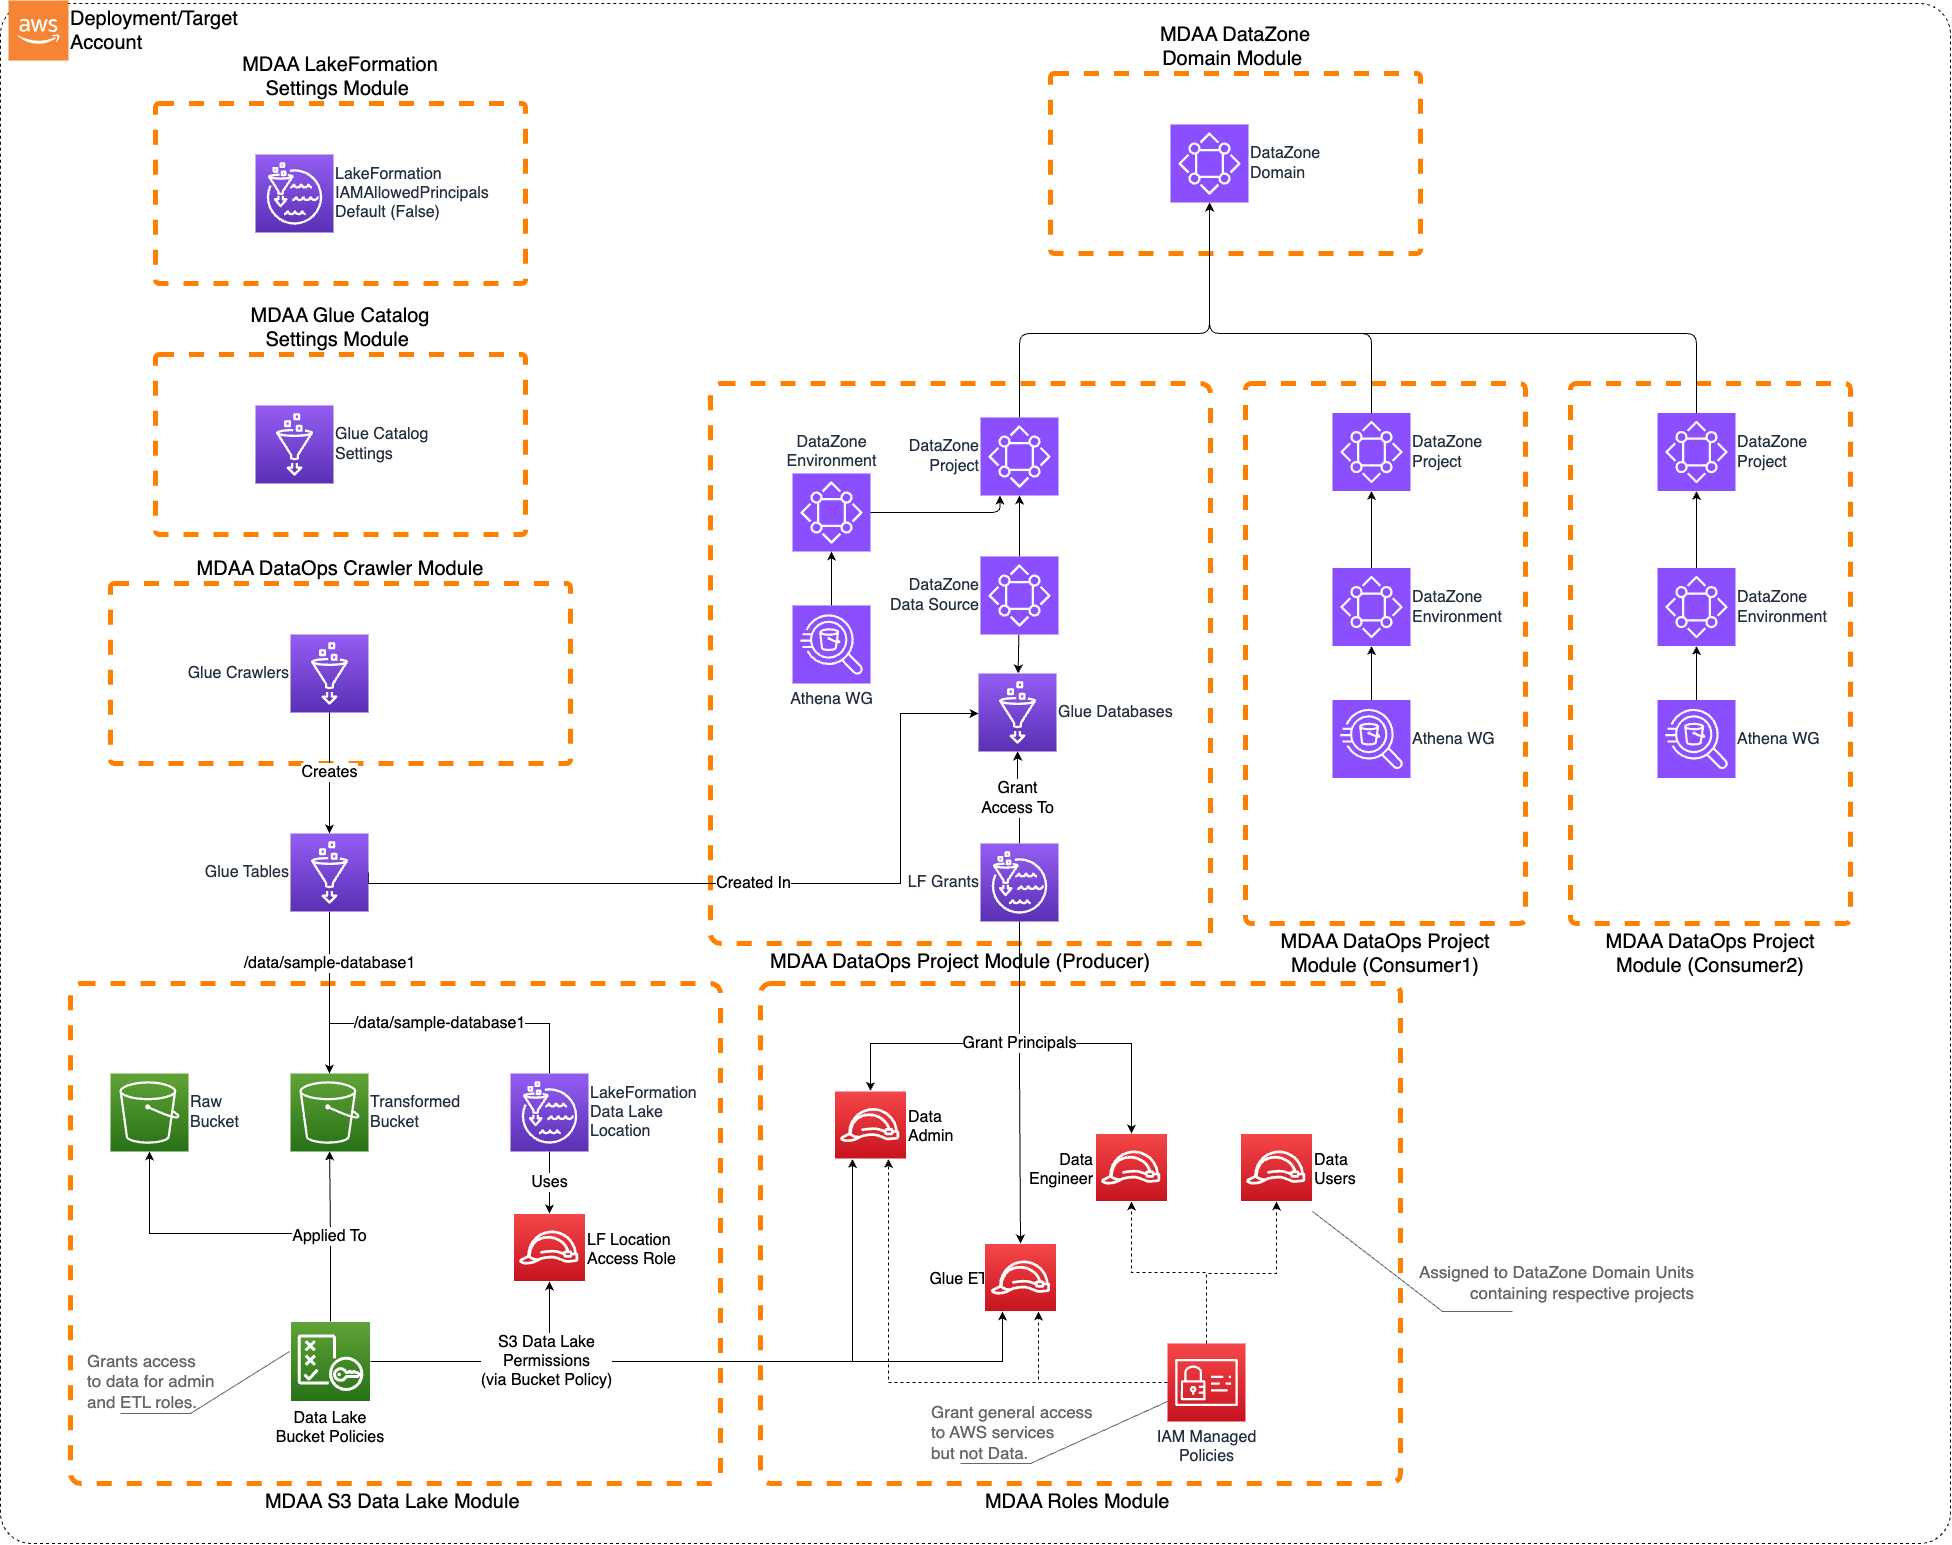 aws
Deployment/Target
Account
MDAA LakeFormation
Settings Module
LakeFormation
IAMAllowedPrincipals
Default (False)
MDAA Glue Catalog
Settings Module
Glue Catalog
Settings
MDAA DataOps Crawler Module
Glue Crawlers
Creates
Glue Tables
Created In
/data/sample-database1
MDAA DataZone
Domain Module
DataZone
Domain
DataZone
Environment
DataZone
Project
DataZone
Data Source
Athena WG
Glue Databases
Grant
Access To
LF Grants
MDAA DataOps Project Module (Producer)
DataZone
Project
DataZone
Environment
Athena WG
MDAA DataOps Project
Module (Consumer1)
DataZone
Project
DataZone
Environment
Athena WG
MDAA DataOps Project
Module (Consumer2)
/data/sample-database1
Raw
Bucket
Transformed
Bucket
LakeFormation
Data Lake
Location
Uses
Applied To
LF Location
Access Role
S3 Data Lake
Permissions
(via Bucket Policy)
Grants access
to data for admin
and ETL roles.
Data Lake
Bucket Policies
MDAA S3 Data Lake Module
Grant Principals
Data
Admin
Data
Engineer
Data
Users
Glue ET
Assigned to DataZone Domain Units
containing respective projects
Grant general access
to AWS services
but not Data.
IAM Managed
Policies
MDAA Roles Module